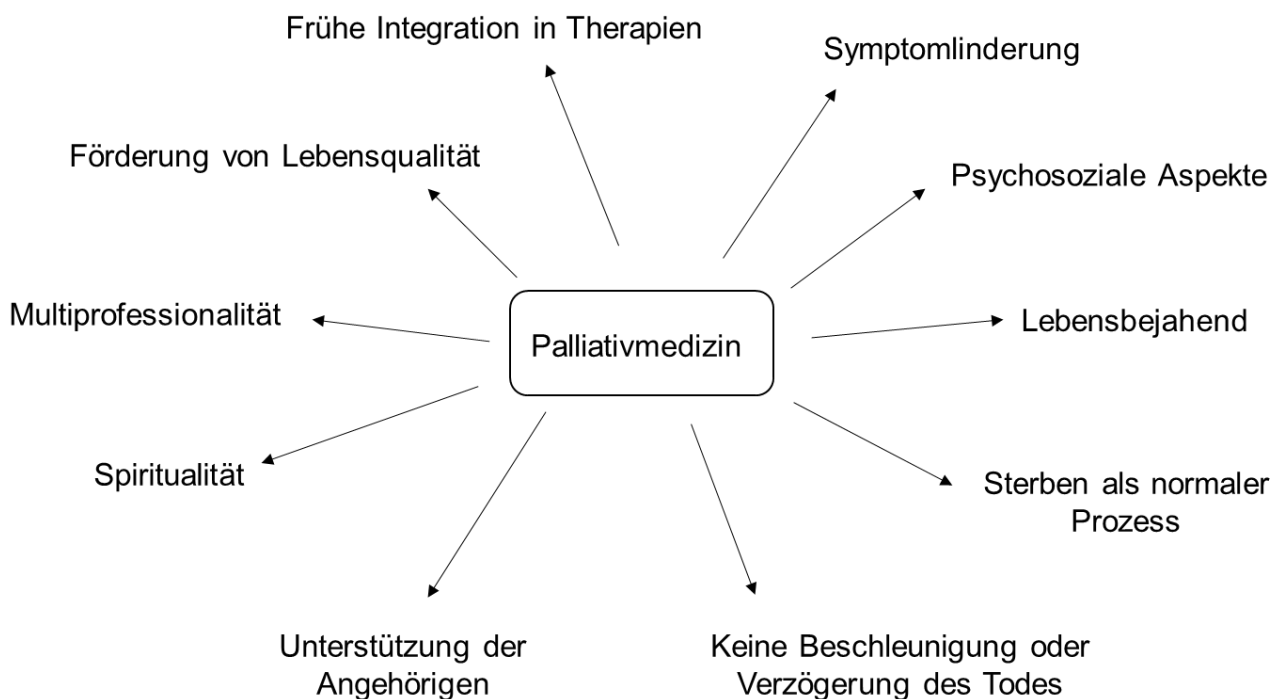 Frühe Integration in Therapien
Symptomlinderung
Förderung von Lebensqualität
Psychosoziale Aspekte
Multiprofessionalität
Lebensbejahend
Palliativmedizin
Spiritualität
Sterben als normaler
Prozess
Unterstützung der
Angehörigen
Keine Beschleunigung oder
Verzögerung des Todes